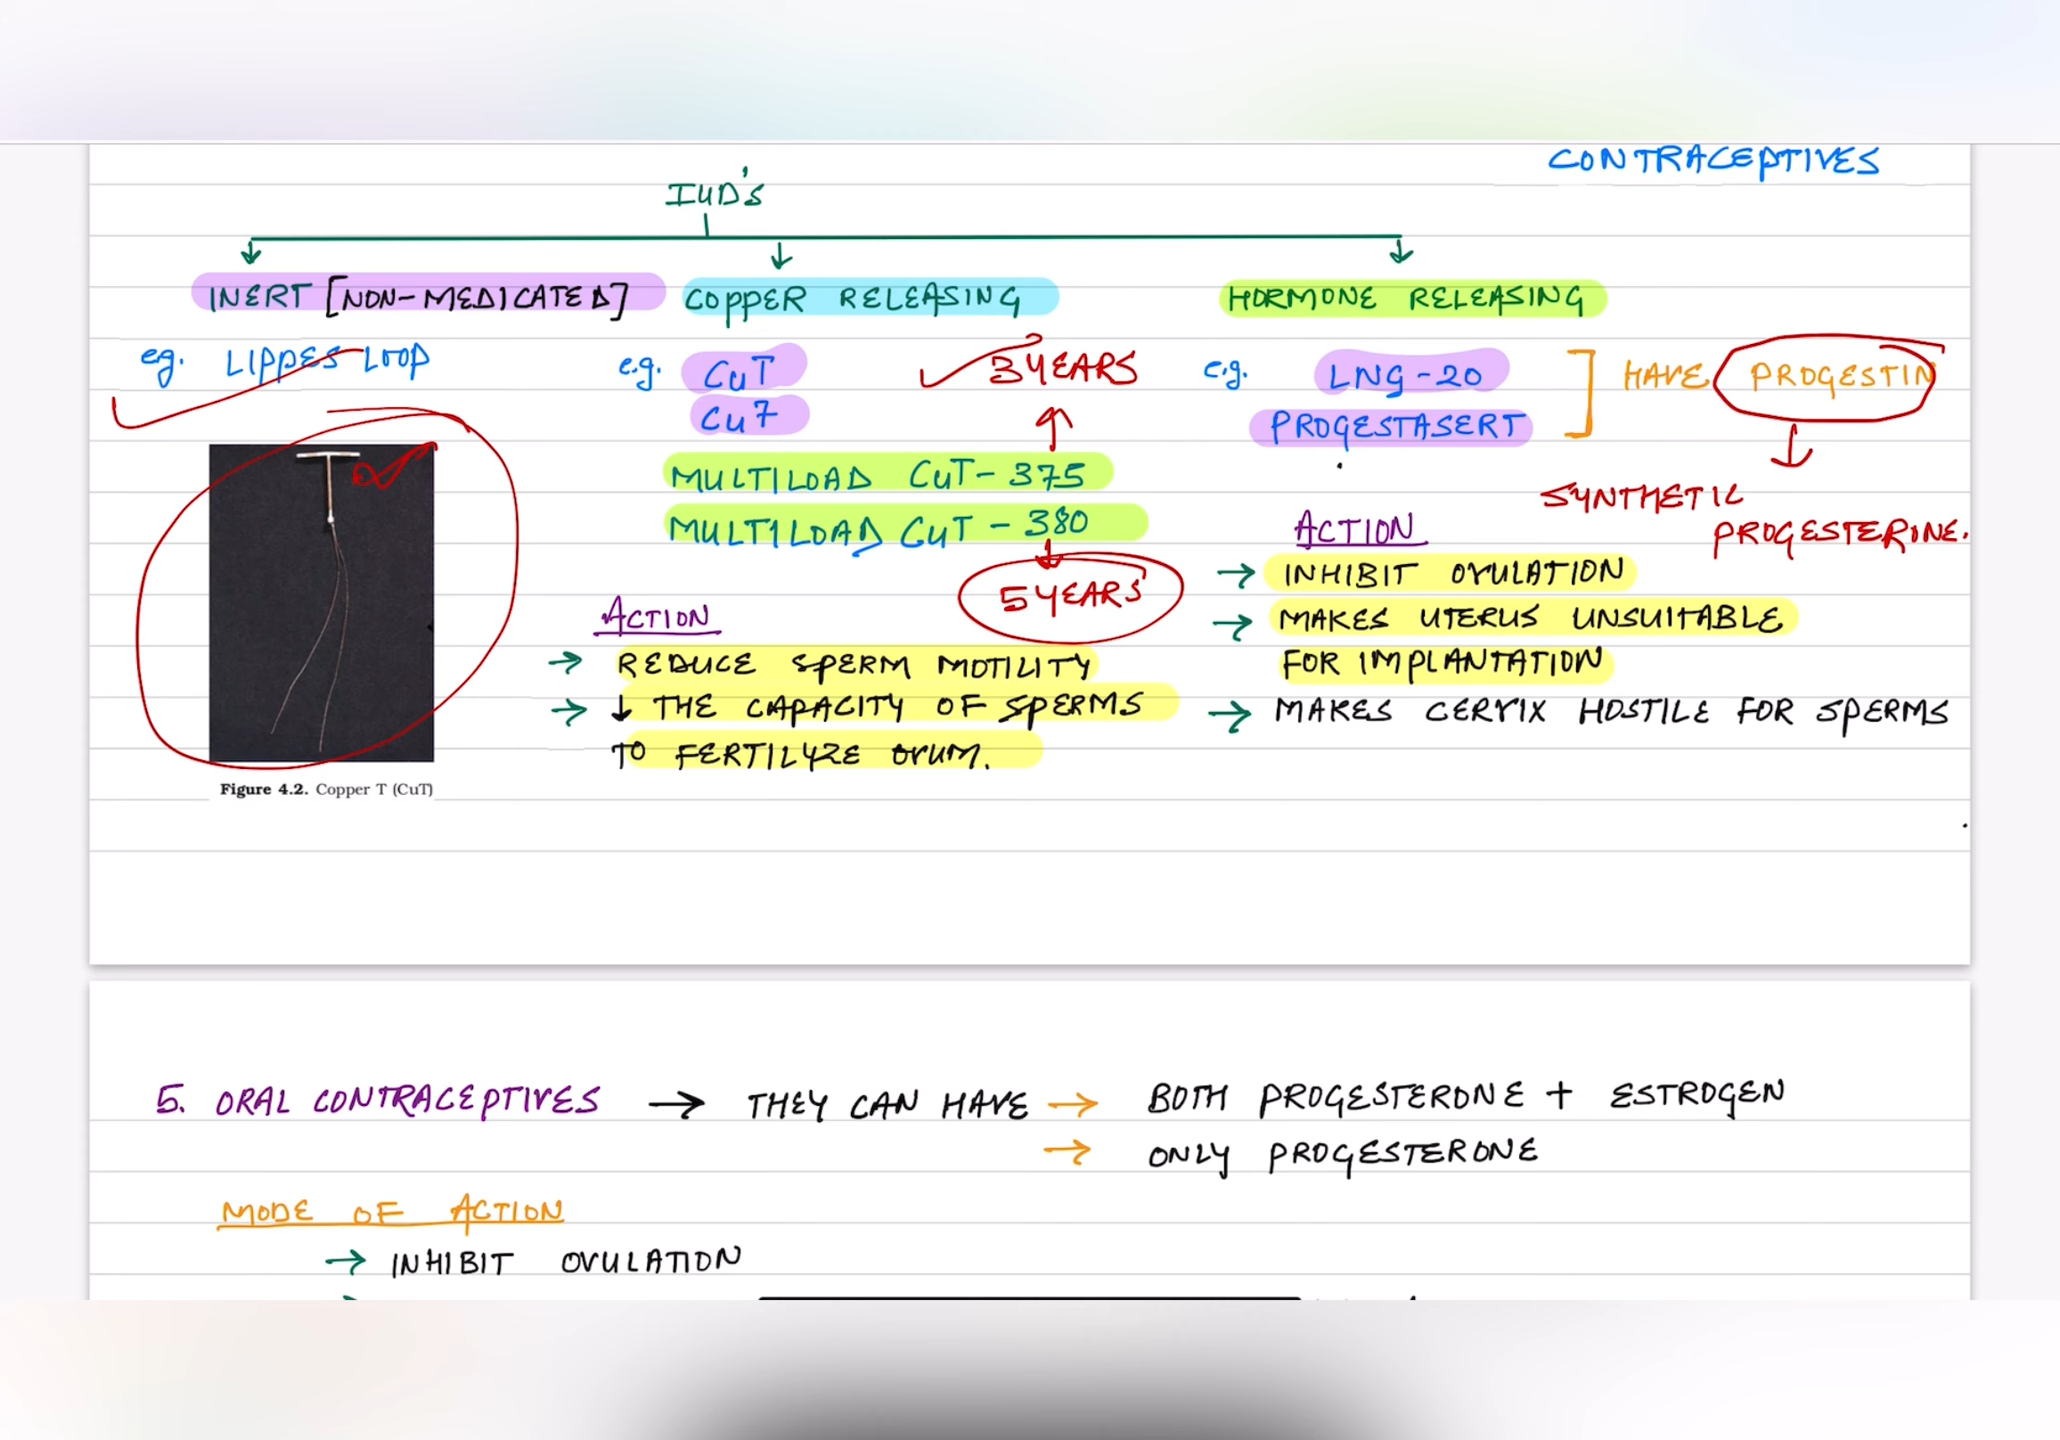 CONTRACEPTIVES
IUD's
INERT [NON-MEDICATED]
COPPER RELEASING
HORMONE RELEASING
e.g. LIPPES LOOP
e.g. CuT
Cu7
3 YEARS
MULTILOAD CuT - 375
MULTILOAD CuT - 380
5 YEARS
e.g. LNG-20
PROGESTASERT
] HAVE PROGESTIN
↓
SYNTHETIC
PROGESTERONE.
Figure 4.2. Copper T (CuT)
ACTION
→ REDUCE SPERM MOTILITY
→ ↓ THE CAPACITY OF SPERMS
TO FERTILYZE OVUM.
ACTION
→ INHIBIT OVULATION
→ MAKES UTERUS UNSUITABLE
FOR IMPLANTATION
→ MAKES CERVIX HOSTILE FOR SPERMS
5. ORAL CONTRACEPTIVES → THEY CAN HAVE → BOTH PROGESTERONE + ESTROGEN
→ ONLY PROGESTERONE
MODE OF ACTION
→ INHIBIT OVULATION